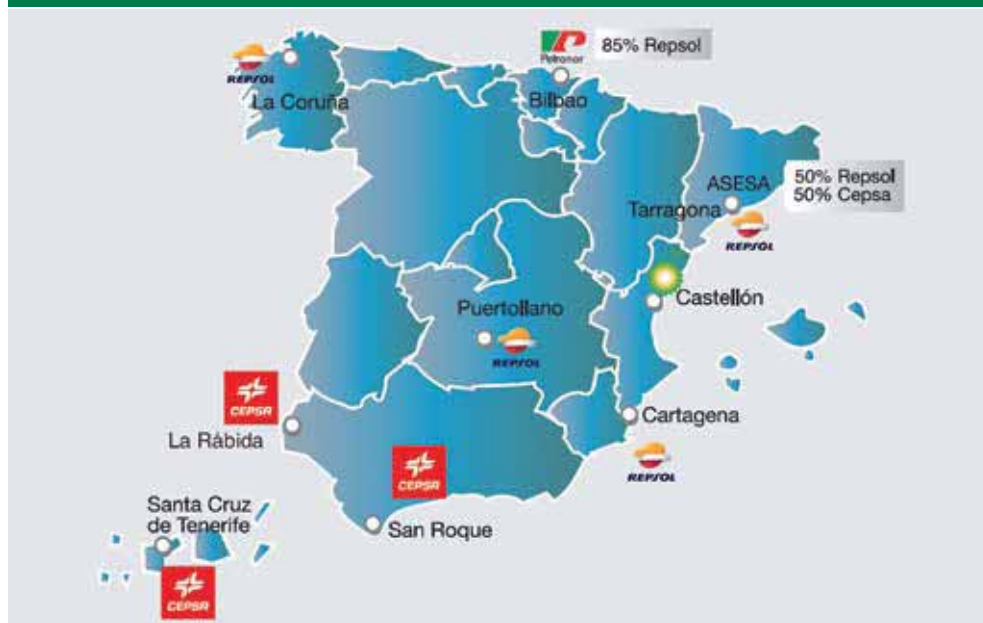 Petronor
85% Repsol
REPSOL
La Coruña
Bilbao
ASESA
50% Repsol
50% Cepsa
Tarragona
REPSOL
Castellón
Puertollano
REPSOL
CEPSA
La Rábida
Cartagena
REPSOL
CEPSA
Santa Cruz
de Tenerife
San Roque
CEPSA